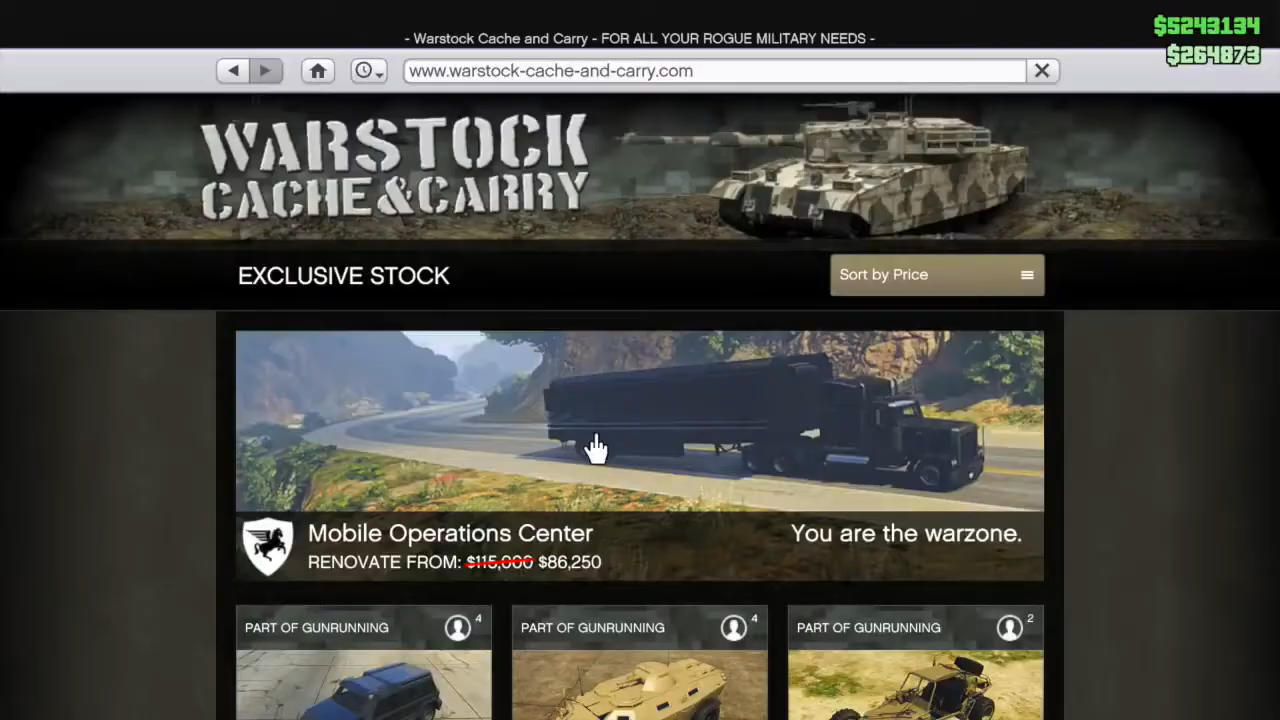 $5243134
- Warstock Cache and Carry - FOR ALL YOUR ROGUE MILITARY NEEDS -
$264873
www.warstock-cache-and-carry.com
WARSTOCK
CACHE&CARRY
EXCLUSIVE STOCK
Sort by Price
Mobile Operations Center
You are the warzone.
RENOVATE FROM: $115,000 $86,250
PART OF GUNRUNNING 4
PART OF GUNRUNNING 4
PART OF GUNRUNNING 2